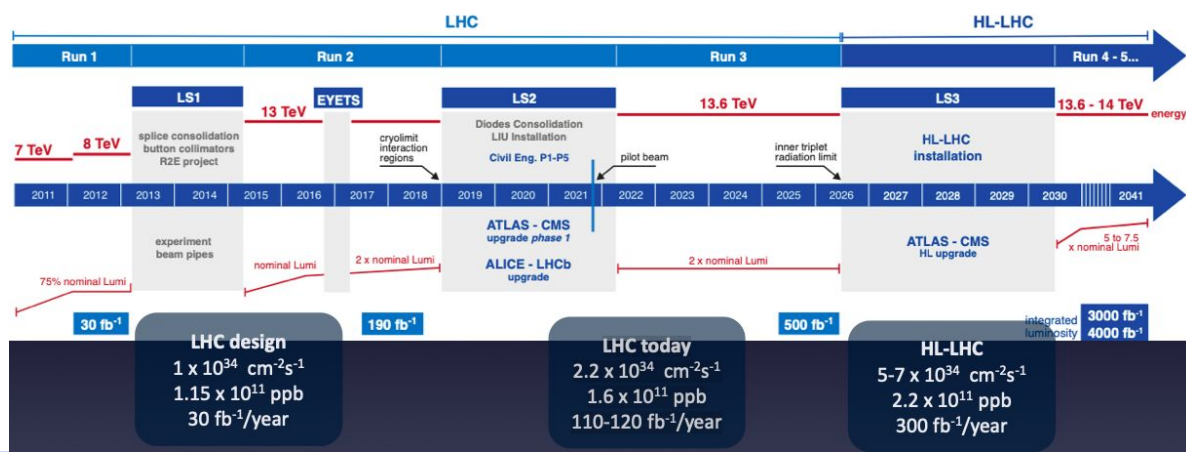 LHC
HL-LHC
Run 1
Run 2
Run 3
Run 4 - 5...
LS1
EYETS
LS2
LS3
13 TeV
13.6 TeV
13.6 - 14 TeV
energy
7 TeV
8 TeV
splice consolidation
button collimators
R2E project
cryolimit
interaction
regions
Diodes Consolidation
LIU Installation
Civil Eng. P1-P5
pilot beam
inner triplet
radiation limit
HL-LHC
installation
2011 2012 2013 2014 2015 2016 2017 2018 2019 2020 2021 2022 2023 2024 2025 2026 2027 2028 2029 2030 2041
experiment
beam pipes
ATLAS - CMS
upgrade phase 1
ALICE - LHCb
upgrade
ATLAS - CMS
HL upgrade
5 to 7.5
x nominal Lumi
75% nominal Lumi
nominal Lumi
2 x nominal Lumi
2 x nominal Lumi
30 fb⁻¹
190 fb⁻¹
500 fb⁻¹
integrated
luminosity
3000 fb⁻¹
4000 fb⁻¹
LHC design
1 x 10³⁴ cm⁻²s⁻¹
1.15 x 10¹¹ ppb
30 fb⁻¹/year
LHC today
2.2 x 10³⁴ cm⁻²s⁻¹
1.6 x 10¹¹ ppb
110-120 fb⁻¹/year
HL-LHC
5-7 x 10³⁴ cm⁻²s⁻¹
2.2 x 10¹¹ ppb
300 fb⁻¹/year